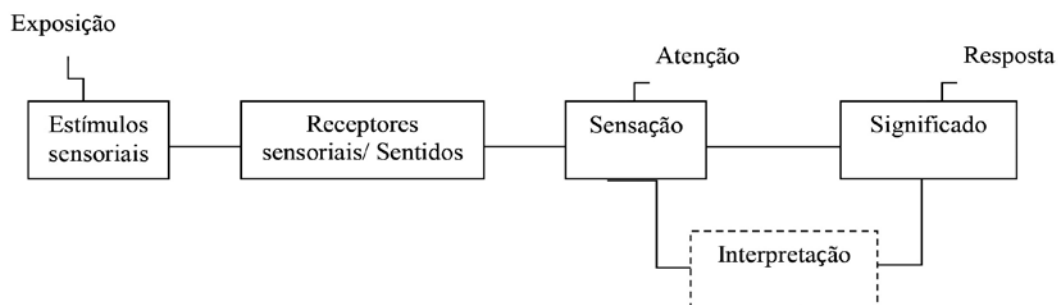 Exposição
Atenção
Resposta
Estímulos
sensoriais
Receptores
sensoriais/ Sentidos
Sensação
Significado
Interpretação